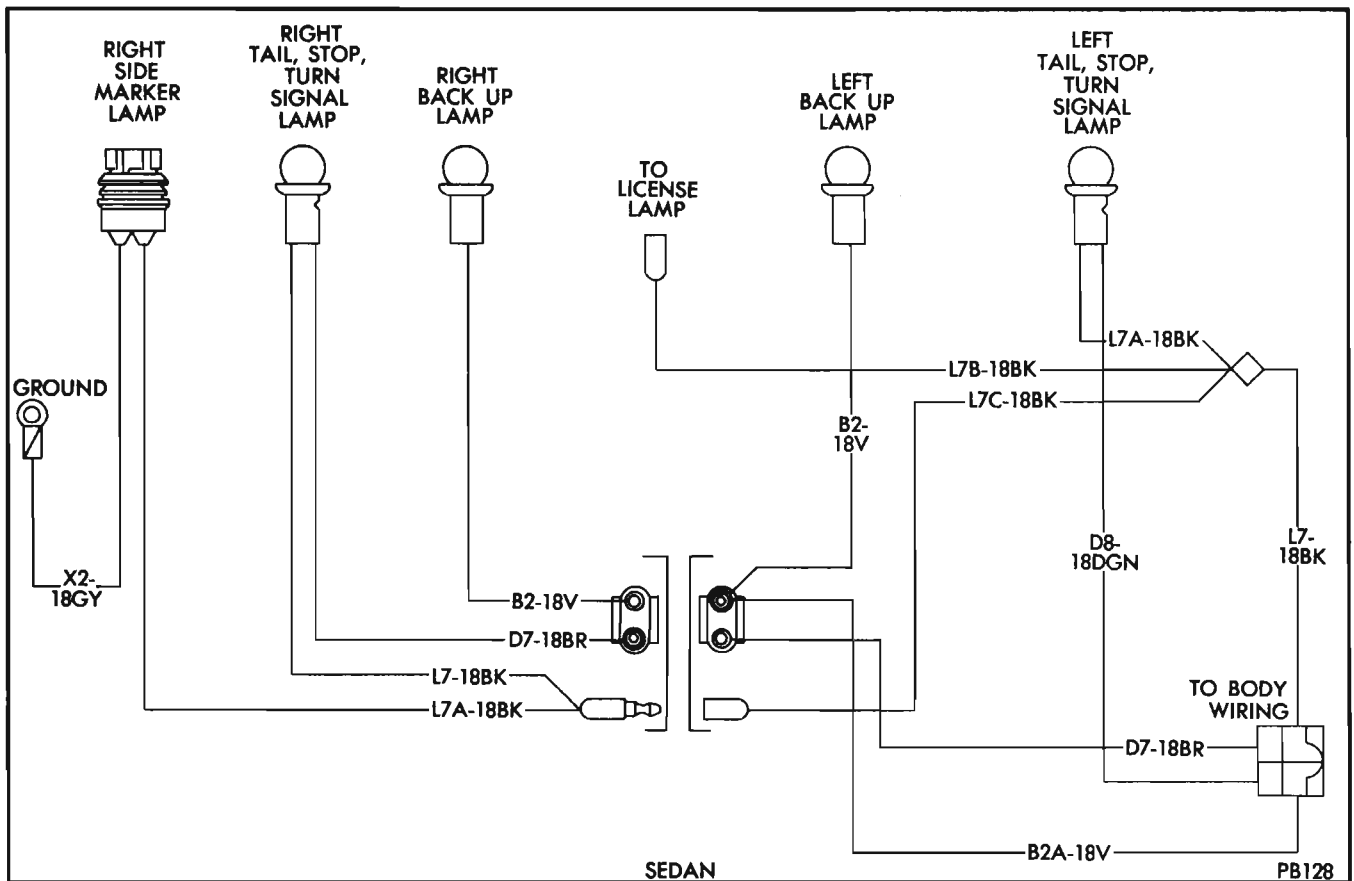 RIGHT
SIDE
MARKER
LAMP
RIGHT
TAIL, STOP,
TURN
SIGNAL
LAMP
RIGHT
BACK UP
LAMP
TO
LICENSE
LAMP
LEFT
BACK UP
LAMP
LEFT
TAIL, STOP,
TURN
SIGNAL
LAMP
L7A-18BK
L7B-18BK
L7C-18BK
GROUND
B2-
18V
D8-
18DGN
L7-
18BK
X2-
18GY
B2-18V
D7-18BR
L7-18BK
L7A-18BK
TO BODY
WIRING
D7-18BR
B2A-18V
SEDAN
PB128